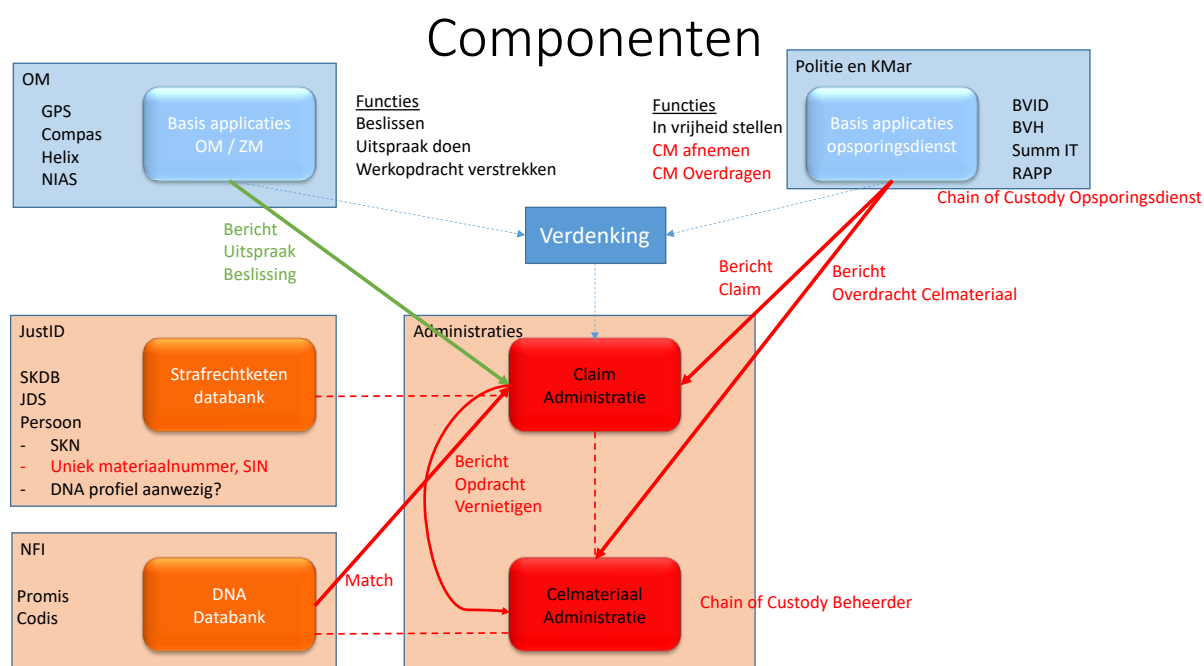 Componenten
OM
GPS
Compas
Helix
NIAS
Basis applicaties
OM / ZM
Functies
Beslissen
Uitspraak doen
Werkopdracht verstrekken
Functies
In vrijheid stellen
CM afnemen
CM Overdragen
Politie en KMar
Basis applicaties
opsporingsdienst
BVID
BVH
Summ IT
RAPP
Chain of Custody Opsporingsdienst
Verdenking
Bericht
Uitspraak
Beslissing
Bericht
Claim
Bericht
Overdracht Celmateriaal
JustID
SKDB
JDS
Persoon
- SKN
- Uniek materiaalnummer, SIN
- DNA profiel aanwezig?
Strafrechtketen
databank
Administraties
Claim
Administratie
Bericht
Opdracht
Vernietigen
NFI
Promis
Codis
DNA
Databank
Match
Celmateriaal
Administratie
Chain of Custody Beheerder